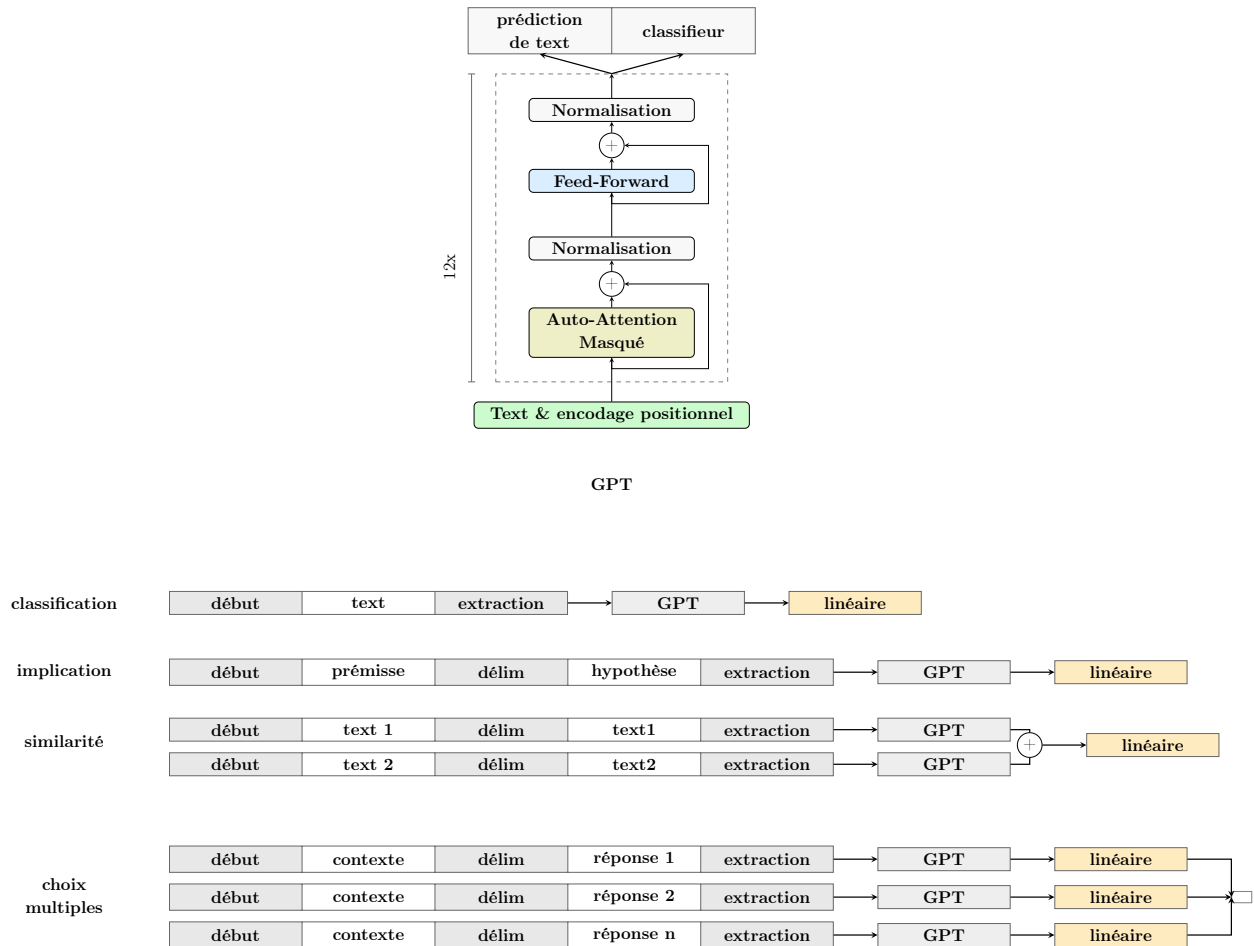 prédiction
de text
classifieur
Normalisation
+
Feed-Forward
Normalisation
+
12x
Auto-Attention
Masqué
Text & encodage positionnel
GPT
classification début text extraction GPT linéaire
implication début prémisse délim hypothèse extraction GPT linéaire
similarité
début text 1 délim text1 extraction GPT
+ linéaire
début text 2 délim text2 extraction GPT
choix
multiples
début contexte délim réponse 1 extraction GPT linéaire
début contexte délim réponse 2 extraction GPT linéaire
début contexte délim réponse n extraction GPT linéaire